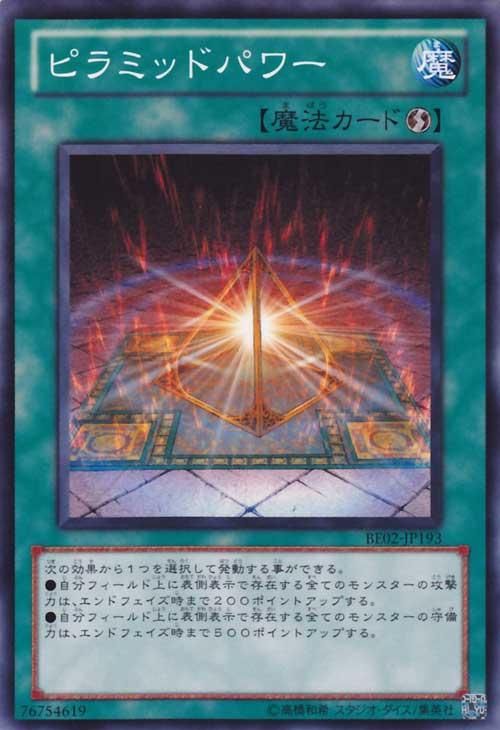 ピラミッドパワー
魔
【魔法カード】
BE02-JP193
次の効果から1つを選択して発動する事ができる。
●自分フィールド上に表側表示で存在する全てのモンスターの攻撃
力は、エンドフェイズ時まで200ポイントアップする。
●自分フィールド上に表側表示で存在する全てのモンスターの守備
力は、エンドフェイズ時まで500ポイントアップする。
76754619
©高橋和希 スタジオ・ダイス/集英社